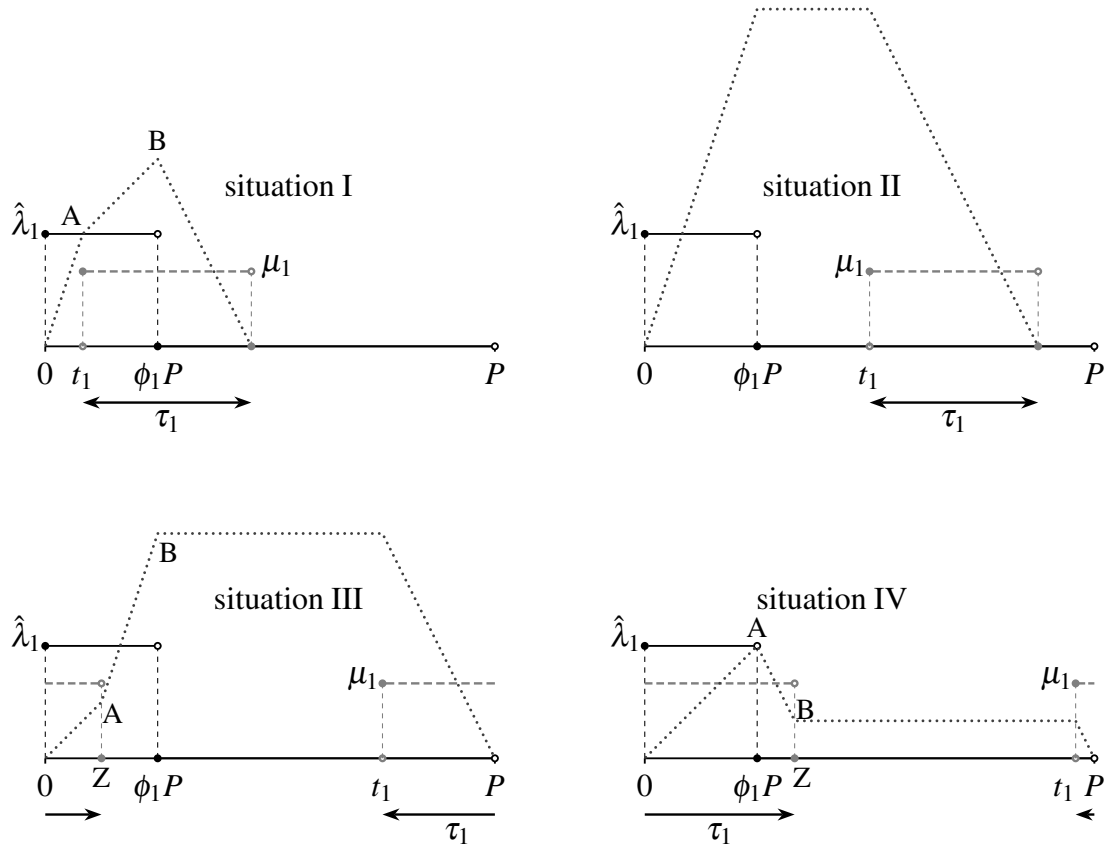 B
situation I
situation II
λ̂₁ A
μ₁
λ̂₁
μ₁
0 t₁ ϕ₁P P
τ₁
0 ϕ₁P t₁ P
τ₁
B
situation III
λ̂₁
μ₁
A
0 Z ϕ₁P t₁ P
τ₁
situation IV
λ̂₁ A
μ₁
B
0 ϕ₁P Z t₁ P
τ₁